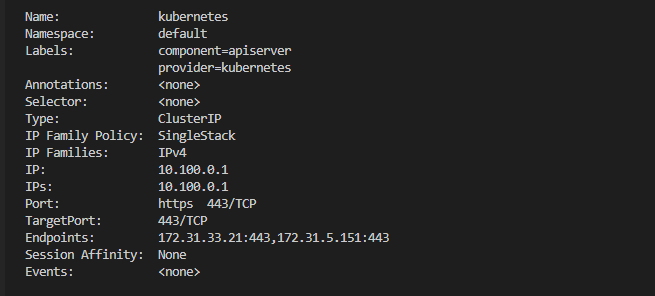 Name:              kubernetes
Namespace:         default
Labels:            component=apiserver
                   provider=kubernetes
Annotations:       <none>
Selector:          <none>
Type:              ClusterIP
IP Family Policy:  SingleStack
IP Families:       IPv4
IP:                10.100.0.1
IPs:               10.100.0.1
Port:              https  443/TCP
TargetPort:        443/TCP
Endpoints:         172.31.33.21:443,172.31.5.151:443
Session Affinity:  None
Events:            <none>